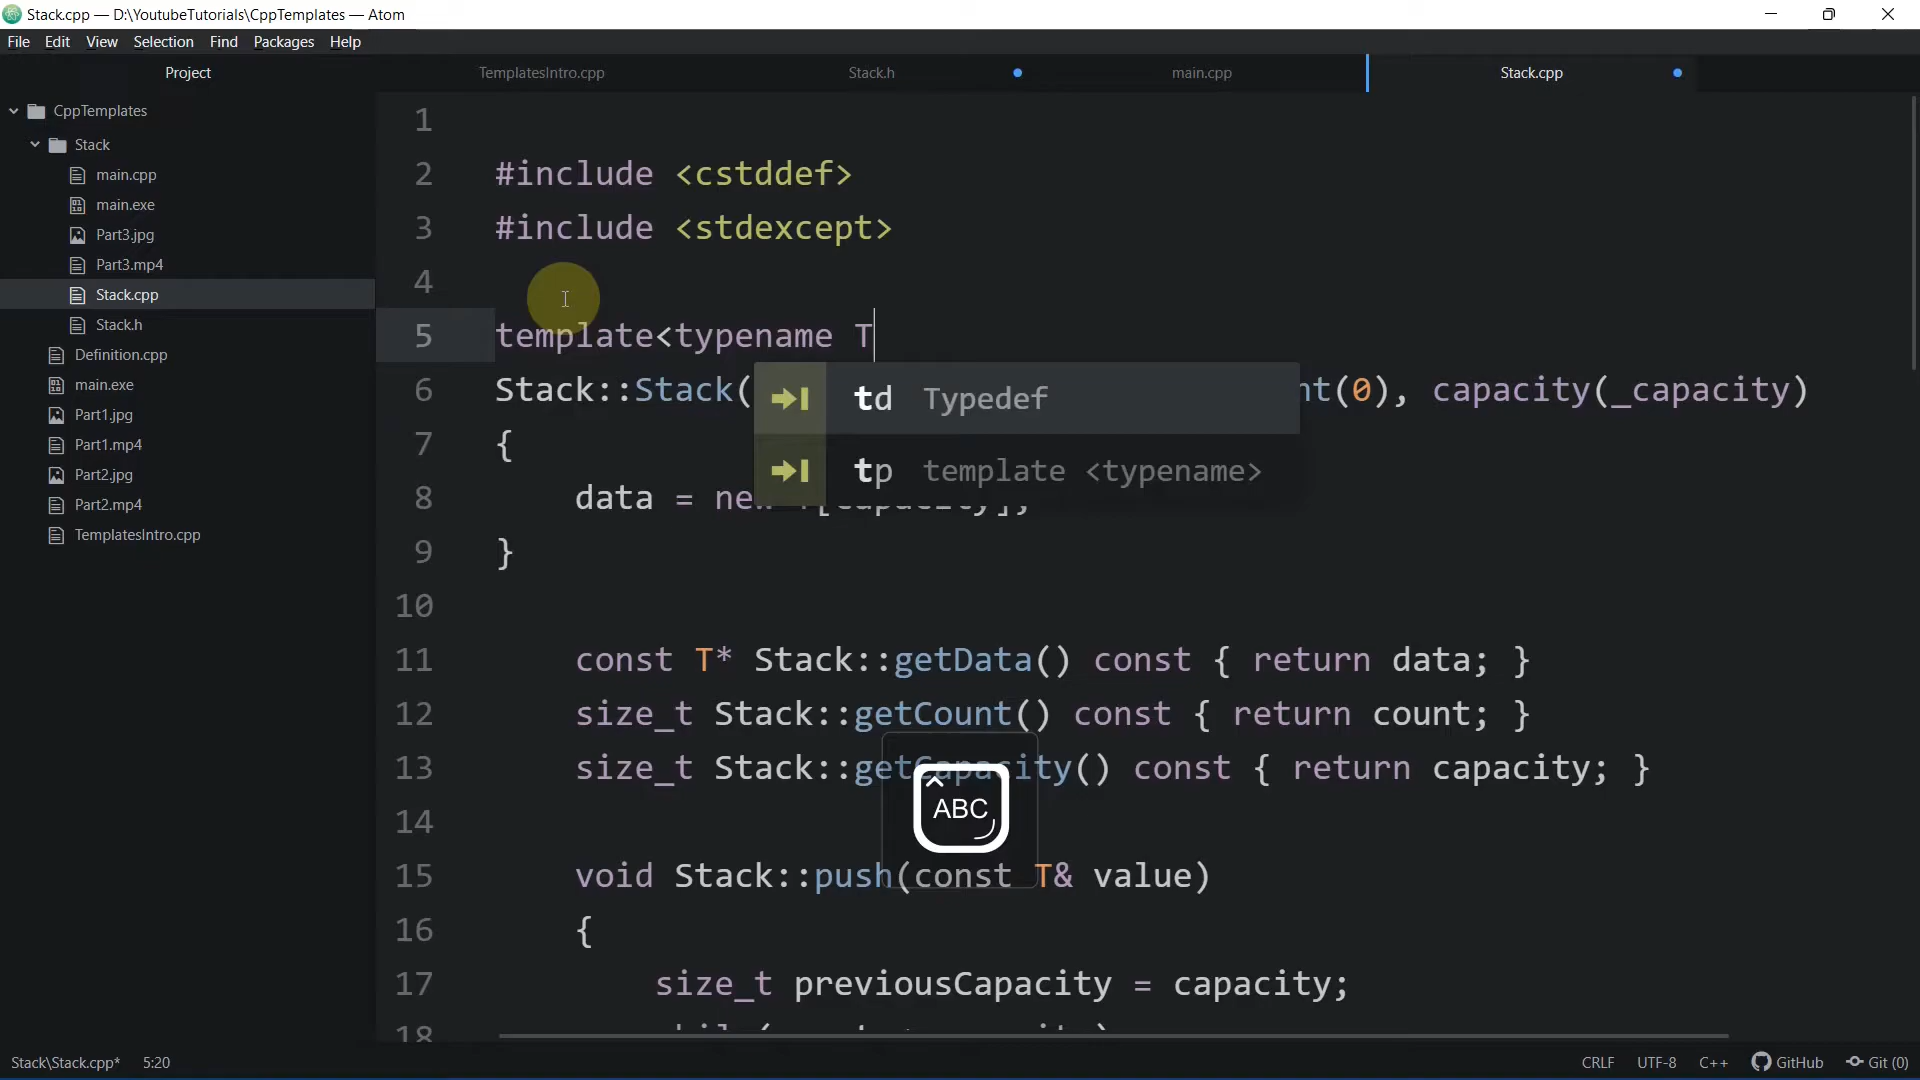 Stack.cpp — D:\YoutubeTutorials\CppTemplates — Atom
File Edit View Selection Find Packages Help
Project
TemplatesIntro.cpp
Stack.h
main.cpp
Stack.cpp
CppTemplates
Stack
main.cpp
main.exe
Part3.jpg
Part3.mp4
Stack.cpp
Stack.h
Definition.cpp
main.exe
Part1.jpg
Part1.mp4
Part2.jpg
Part2.mp4
TemplatesIntro.cpp
1
2 #include <cstddef>
3 #include <stdexcept>
4
5 template<typename T
6 Stack::Stack( nt(0), capacity(_capacity)
td Typedef
7 {
tp template <typename>
8 data = new
9 }
10
11 const T* Stack::getData() const { return data; }
12 size_t Stack::getCount() const { return count; }
13 size_t Stack::getCapacity() const { return capacity; }
ABC
14
15 void Stack::push(const T& value)
16 {
17 size_t previousCapacity = capacity;
18
Stack\Stack.cpp* 5:20 CRLF UTF-8 C++ GitHub Git (0)